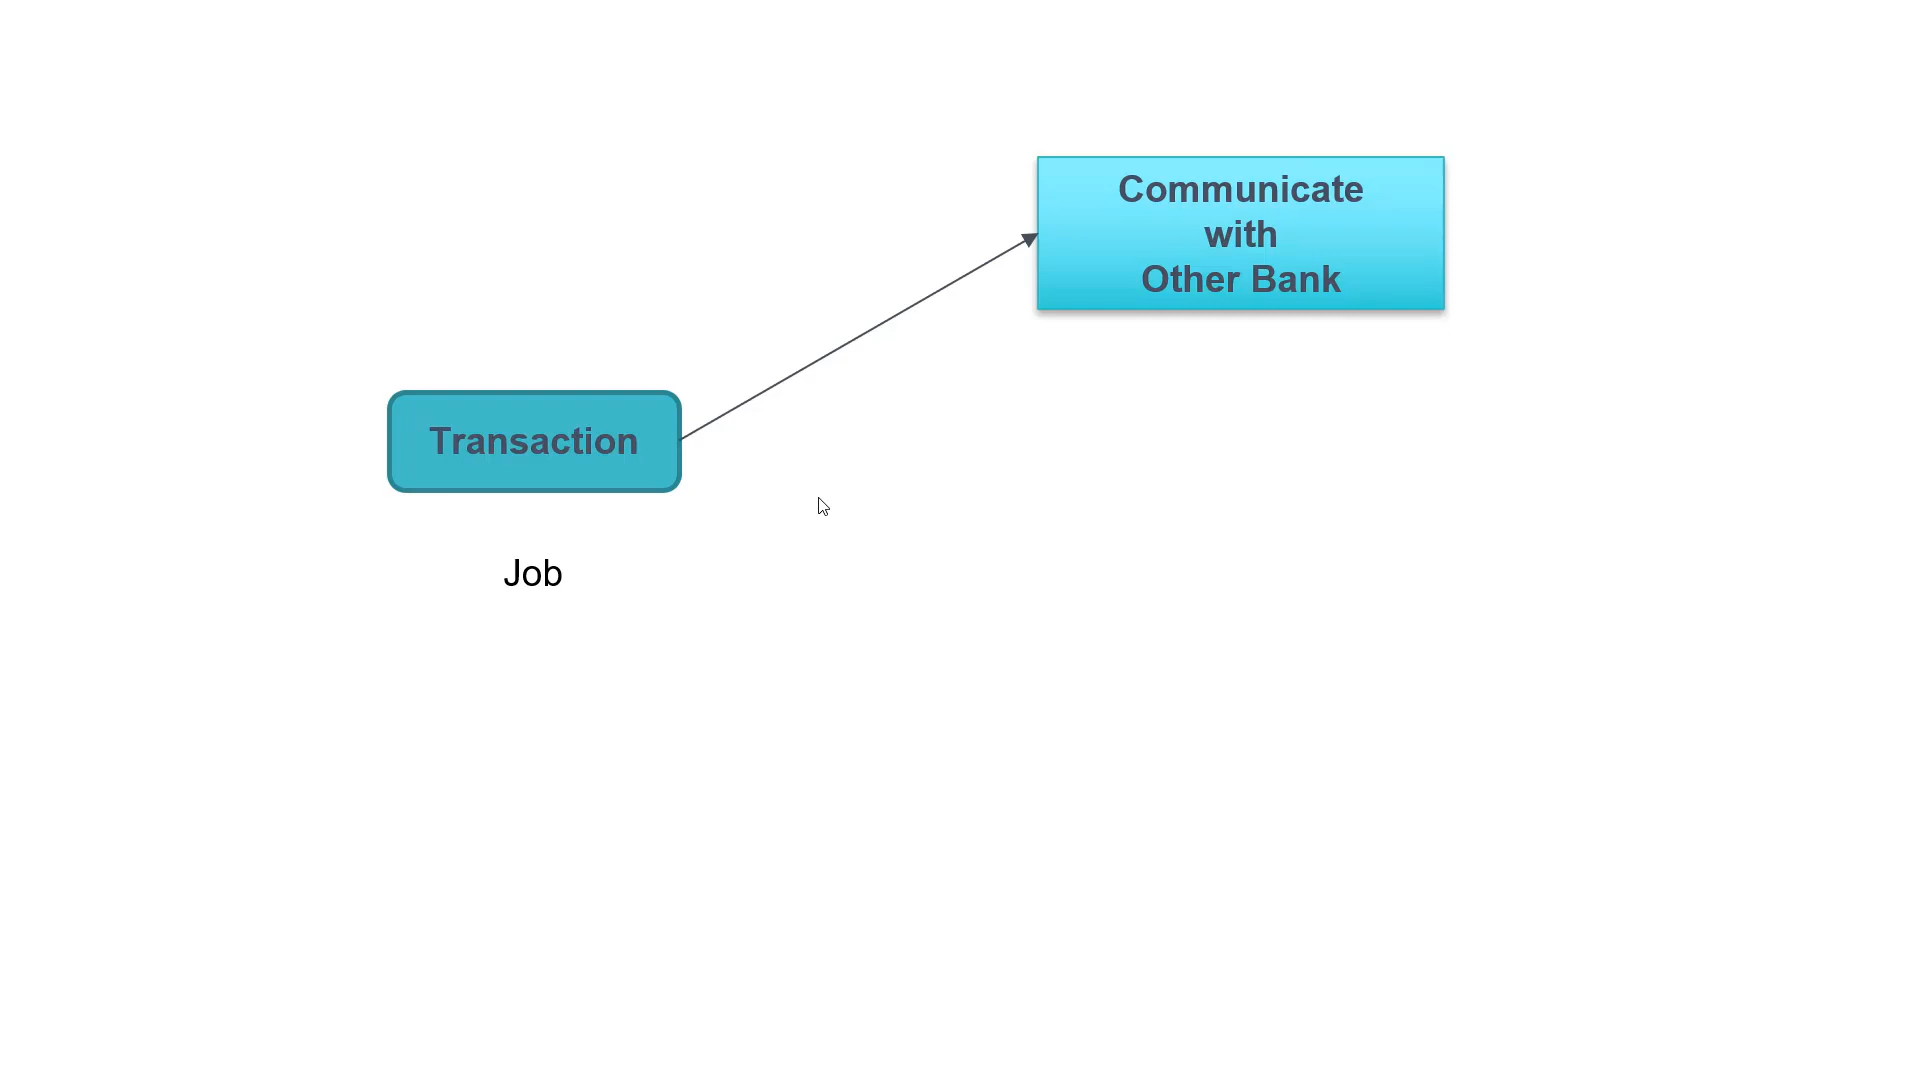 Communicate
with
Other Bank
Transaction
Job